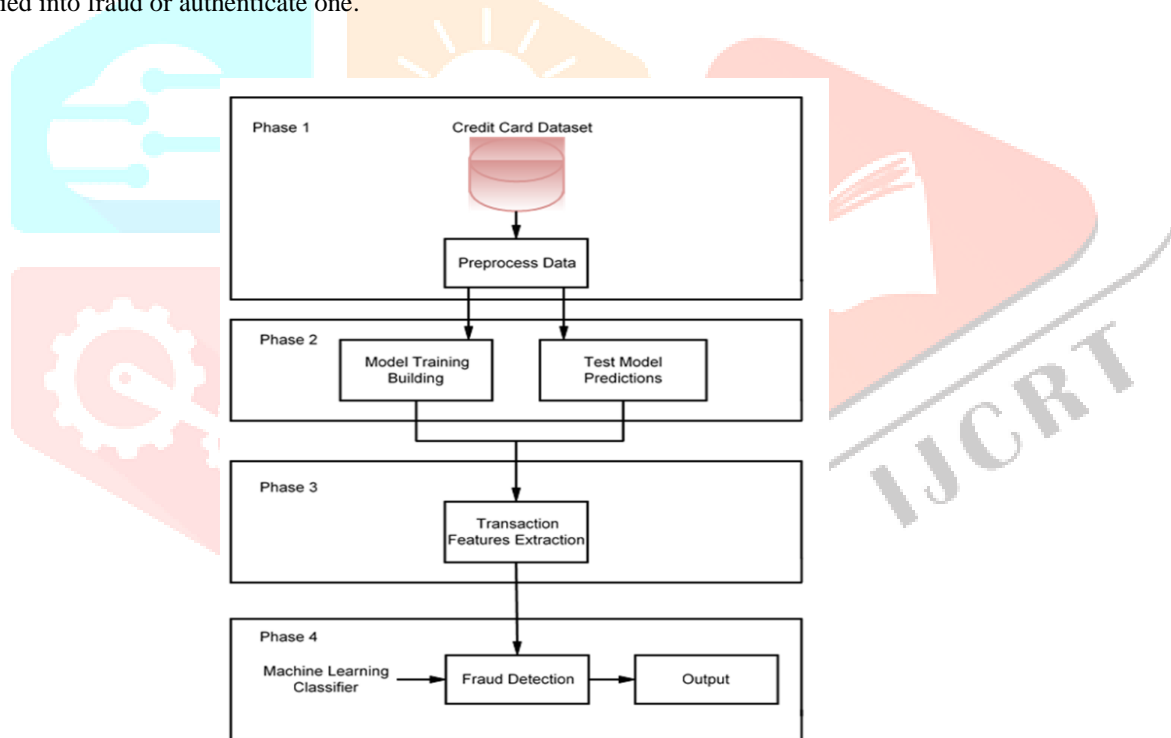 into fraud or authenticate one.
Phase 1
Credit Card Dataset
Preprocess Data
Phase 2
Model Training
Building
Test Model
Predictions
Phase 3
Transaction
Features Extraction
Phase 4
Machine Learning
Classifier
Fraud Detection
Output
IJCRT